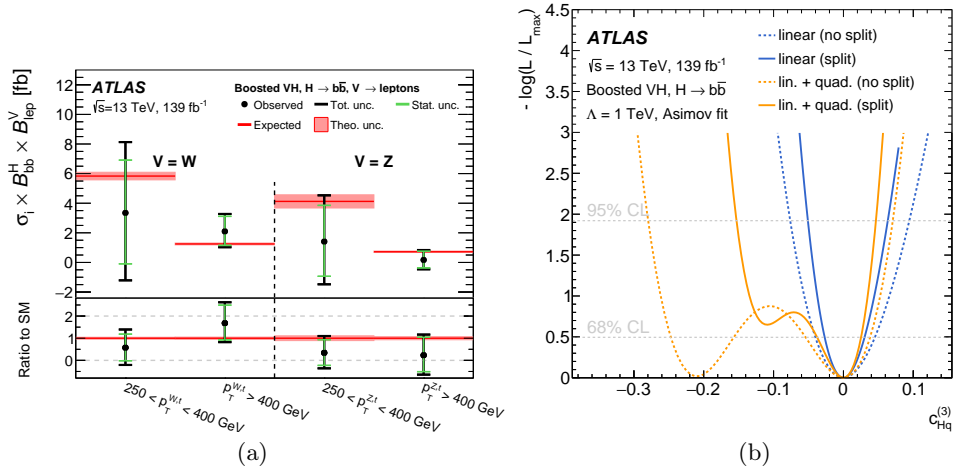 ATLAS
√s=13 TeV, 139 fb⁻¹
Boosted VH, H → bb̄, V → leptons
Observed Tot. unc. Stat. unc.
Expected Theo. unc.
V = W V = Z
σᵢ × B^H_bb × B^V_lep [fb]
12
10
8
6
4
2
0
−2
Ratio to SM
2
1
0
250 < p_T^{W,t} < 400 GeV
p_T^{W,t} > 400 GeV
250 < p_T^{Z,t} < 400 GeV
p_T^{Z,t} > 400 GeV
(a)
- log(L / L_max)
4.5
4
3.5
3
2.5
2
1.5
1
0.5
0
ATLAS
√s = 13 TeV, 139 fb⁻¹
Boosted VH, H → bb̄
Λ = 1 TeV, Asimov fit
linear (no split)
linear (split)
lin. + quad. (no split)
lin. + quad. (split)
95% CL
68% CL
−0.3 −0.2 −0.1 0 0.1
c_{Hq}^{(3)}
(b)